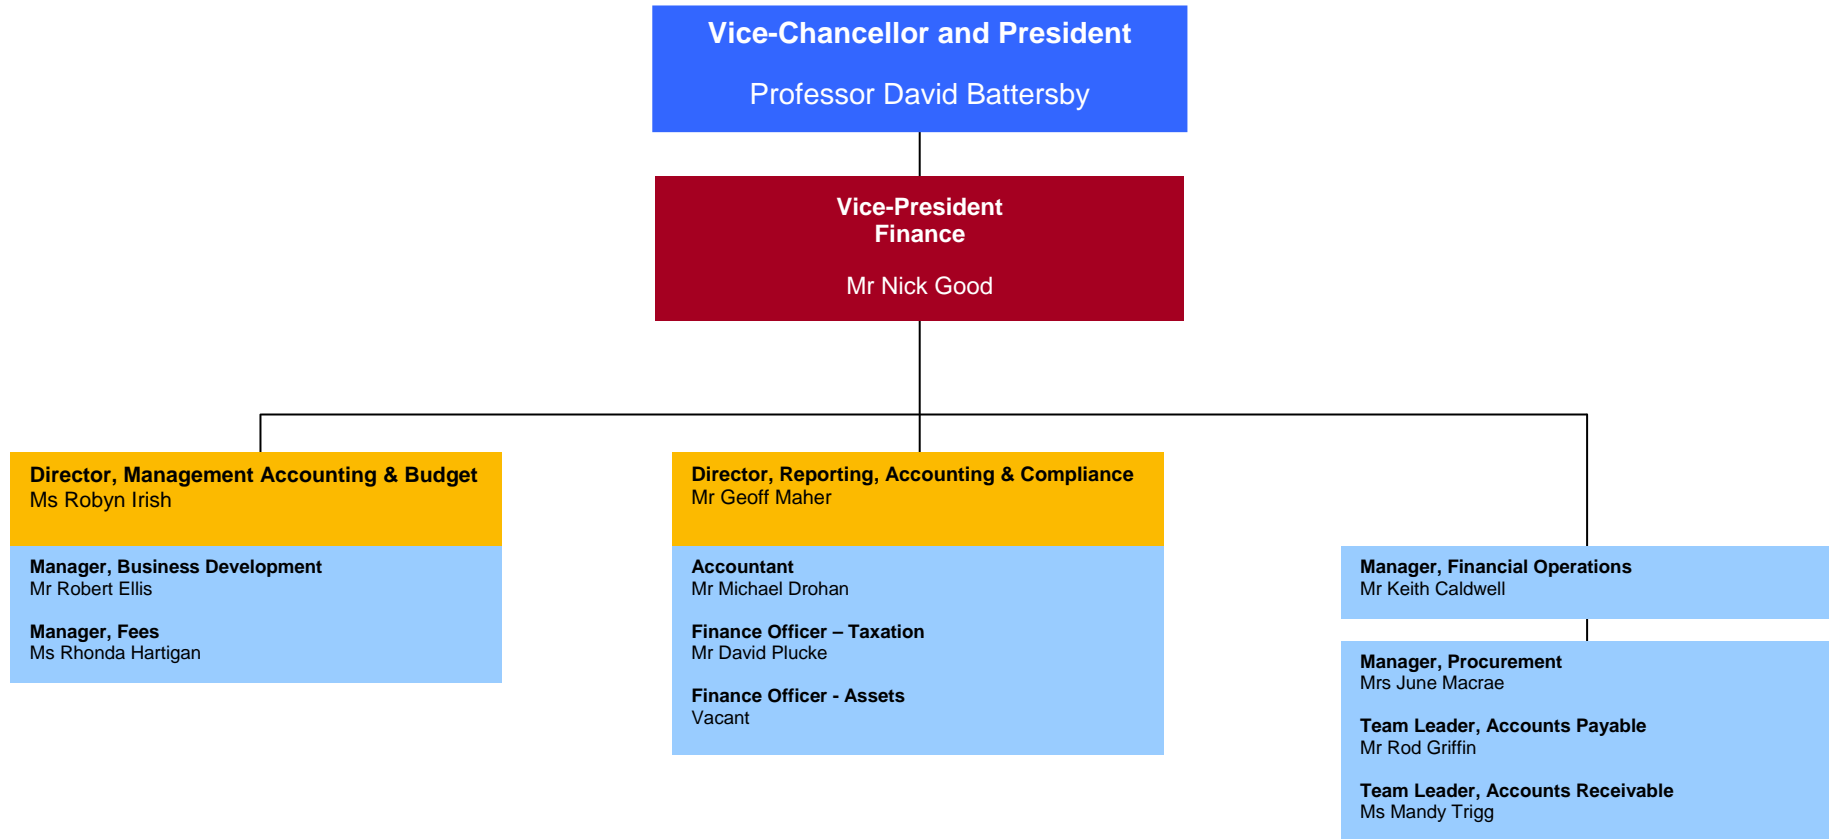 Vice-Chancellor and President
Professor David Battersby
Vice-President
Finance
Mr Nick Good
Director, Management Accounting & Budget
Ms Robyn Irish
Manager, Business Development
Mr Robert Ellis
Manager, Fees
Ms Rhonda Hartigan
Director, Reporting, Accounting & Compliance
Mr Geoff Maher
Accountant
Mr Michael Drohan
Finance Officer – Taxation
Mr David Plucke
Finance Officer - Assets
Vacant
Manager, Financial Operations
Mr Keith Caldwell
Manager, Procurement
Mrs June Macrae
Team Leader, Accounts Payable
Mr Rod Griffin
Team Leader, Accounts Receivable
Ms Mandy Trigg